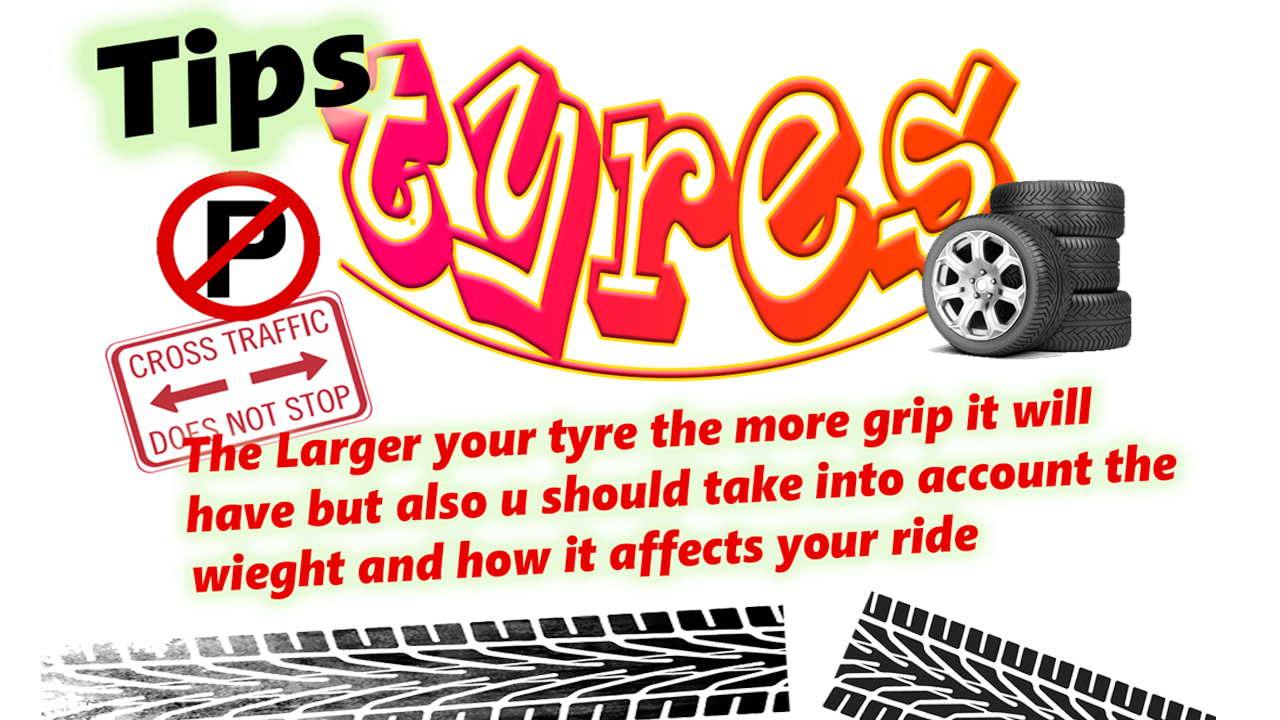 Tips
tyres
P
CROSS TRAFFIC
DOES NOT STOP
The Larger your tyre the more grip it will
have but also u should take into account the
wieght and how it affects your ride